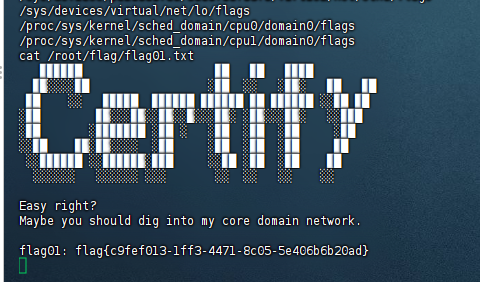 /sys/devices/virtual/net/lo/flags
/proc/sys/kernel/sched_domain/cpu0/domain0/flags
/proc/sys/kernel/sched_domain/cpu1/domain0/flags
cat /root/flag/flag01.txt
Certify
Easy right?
Maybe you should dig into my core domain network.
flag01: flag{c9fef013-1ff3-4471-8c05-5e406b6b20ad}